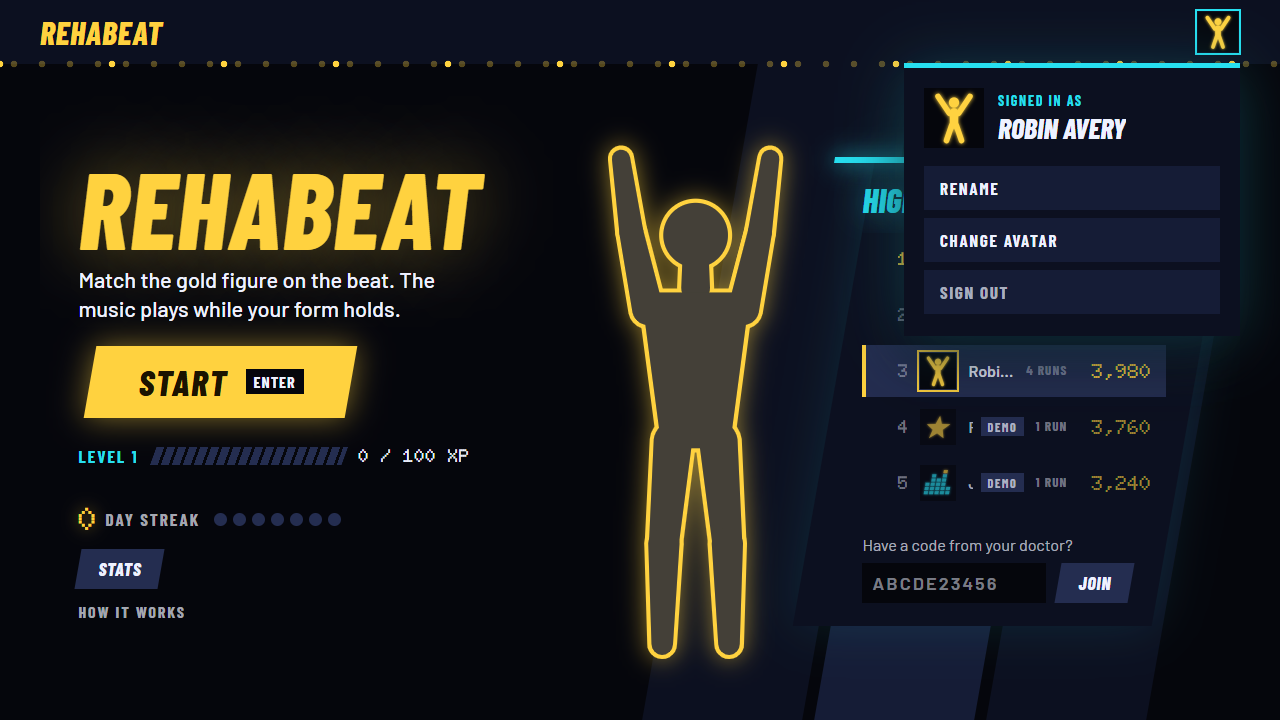 REHABEAT
SIGNED IN AS
ROBIN AVERY
RENAME
CHANGE AVATAR
SIGN OUT
REHABEAT
Match the gold figure on the beat. The
music plays while your form holds.
START ENTER
LEVEL 1 0 / 100 XP
0 DAY STREAK
STATS
HOW IT WORKS
1
2
3 Robi... 4 RUNS 3,980
4 DEMO 1 RUN 3,760
5 DEMO 1 RUN 3,240
Have a code from your doctor?
ABCDE23456 JOIN